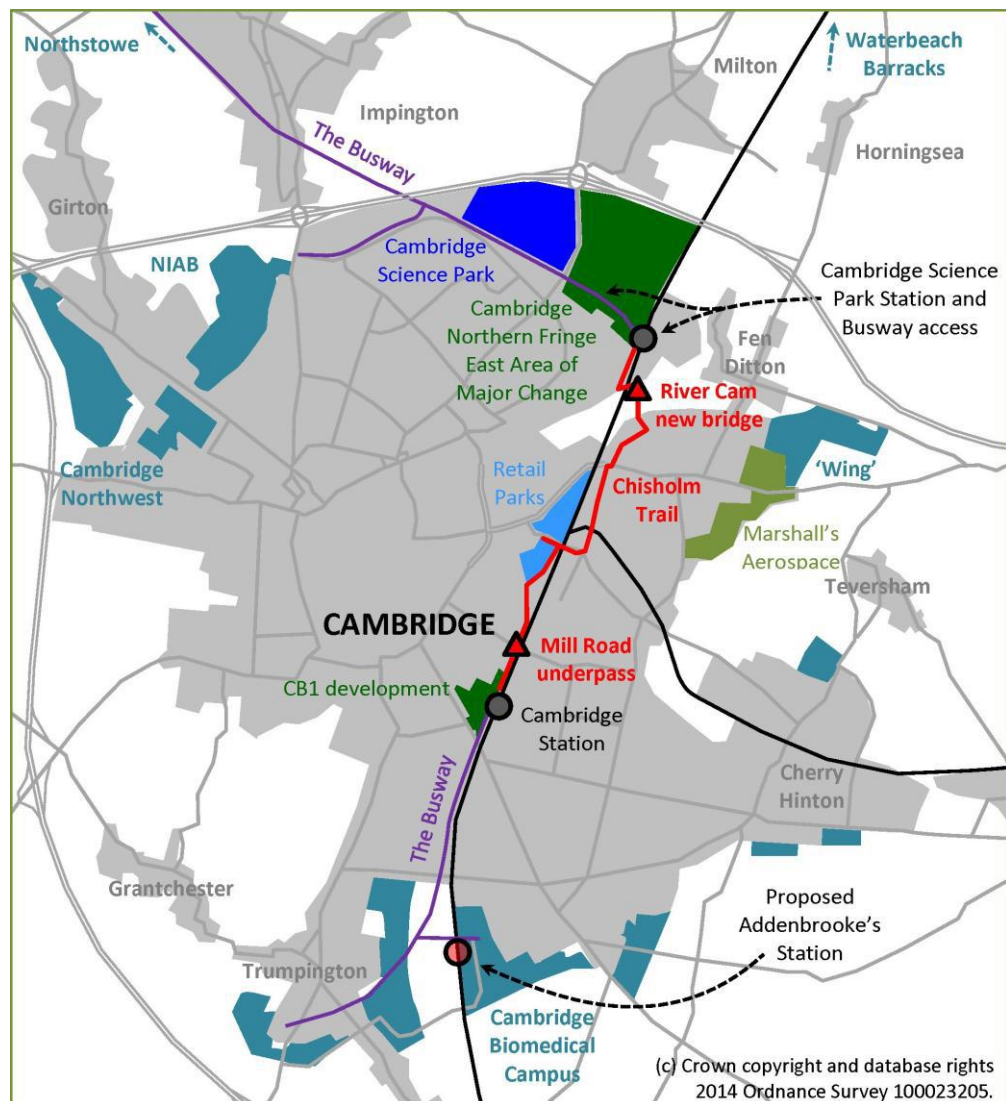 Northstowe
Waterbeach
Barracks
Milton
Impington
The Busway
Horningsea
Girton
Cambridge
Science Park
NIAB
Cambridge Science
Park Station and
Busway access
Cambridge
Northern Fringe
East Area of
Major Change
Fen
Ditton
River Cam
new bridge
Cambridge
Northwest
Retail
Parks
'Wing'
Chisholm
Trail
Marshall's
Aerospace
Teversham
CAMBRIDGE
Mill Road
underpass
CB1 development
Cambridge
Station
Cherry
Hinton
The Busway
Grantchester
Proposed
Addenbrooke's
Station
Trumpington
Cambridge
Biomedical
Campus
(c) Crown copyright and database rights
2014 Ordnance Survey 100023205.